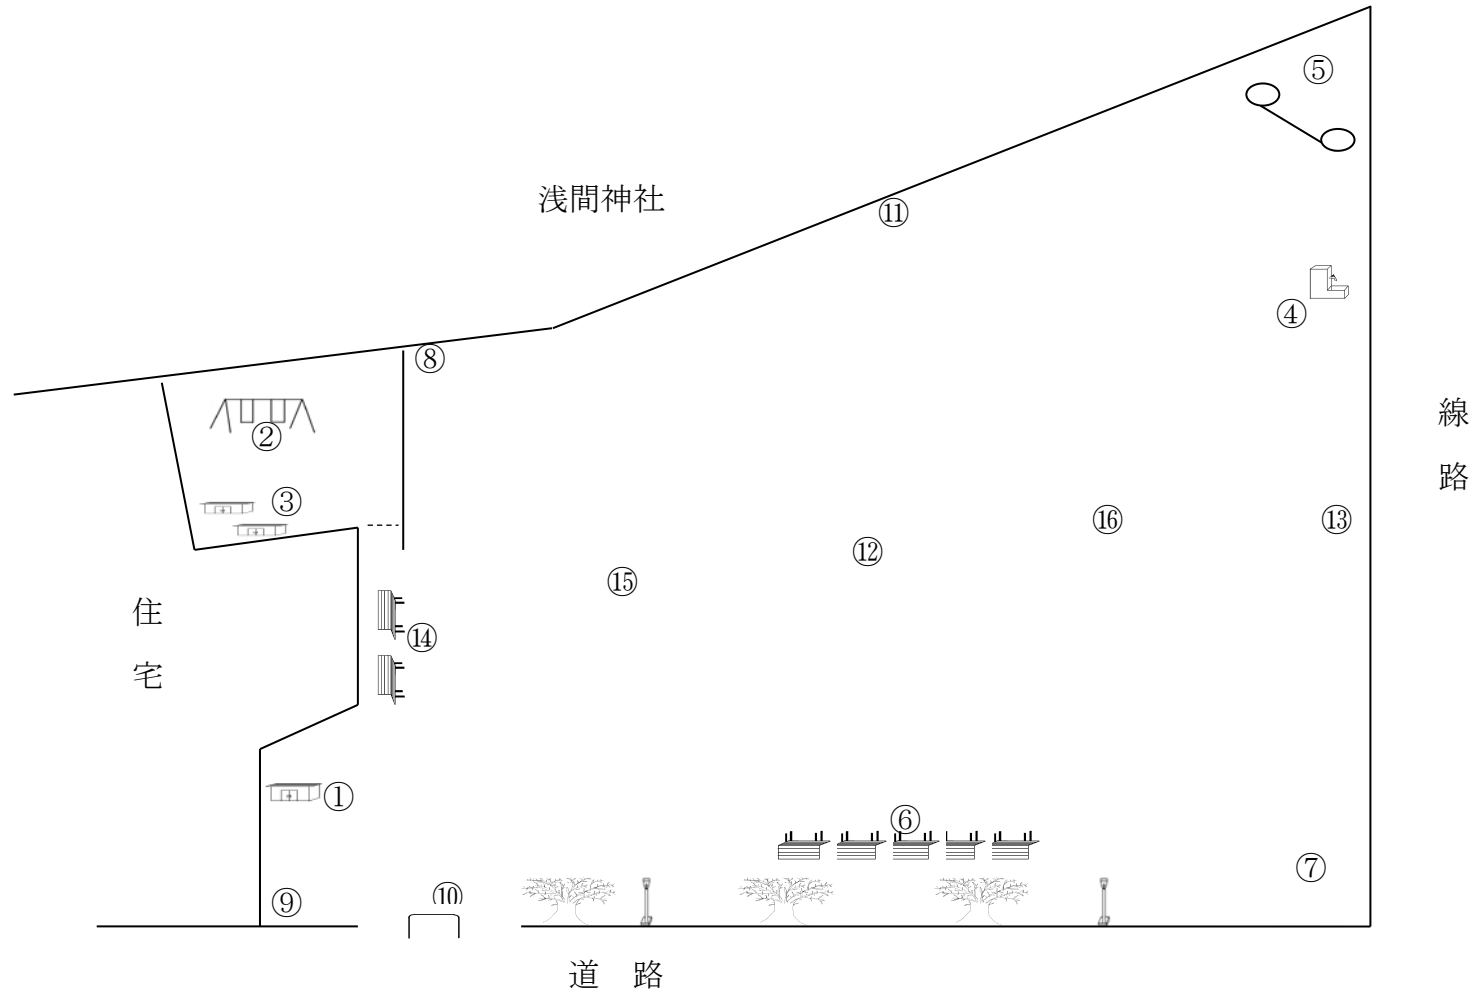 ⑤
浅間神社
⑪
④
⑧
線
路
②
③
⑯
⑬
⑫
⑮
住
宅
⑭
①
⑥
⑦
⑨
⑩
道 路